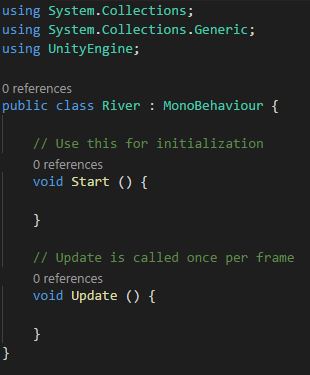 using System.Collections;
using System.Collections.Generic;
using UnityEngine;
0 references
public class River : MonoBehaviour {
// Use this for initialization
0 references
void Start () {
}
// Update is called once per frame
0 references
void Update () {
}
}